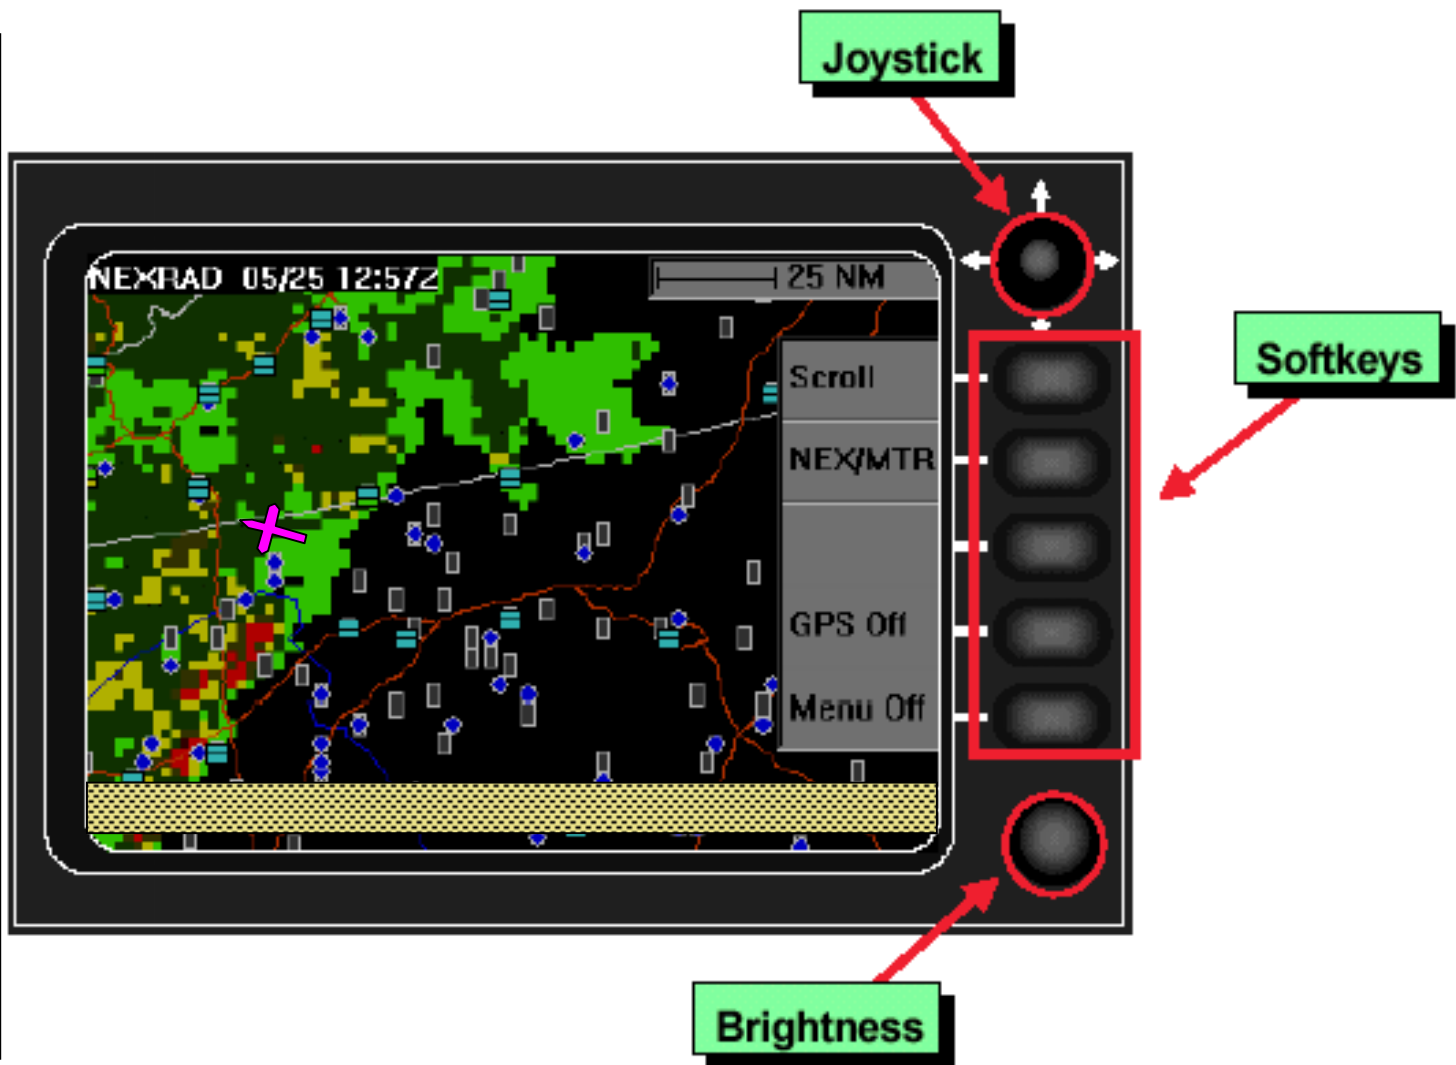 Joystick
NEXRAD 05/25 12:57Z
25 NM
Softkeys
Scroll
NEX/MTR
GPS Off
Menu Off
Brightness